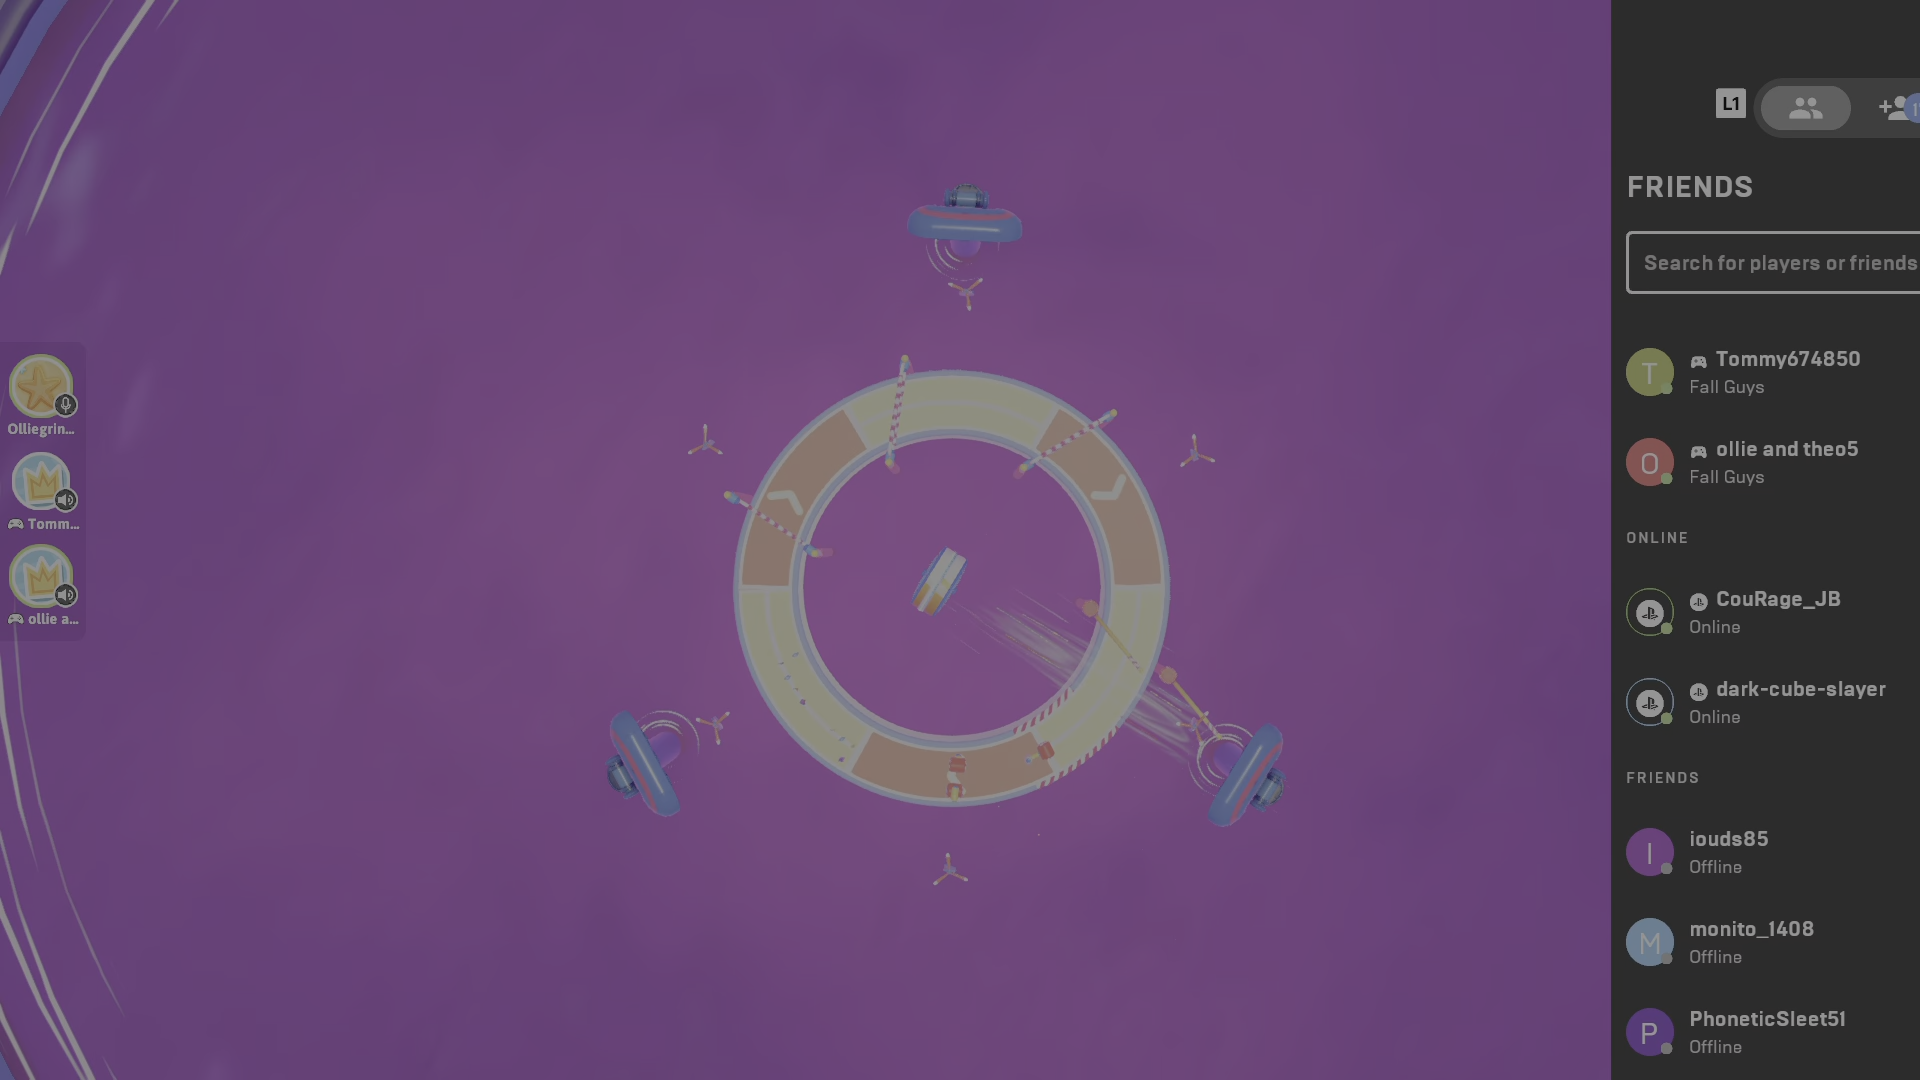 L1
FRIENDS
Search for players or friends
Tommy674850
Fall Guys
ollie and theo5
Fall Guys
ONLINE
CouRage_JB
Online
dark-cube-slayer
Online
FRIENDS
I iouds85
Offline
M monito_1408
Offline
P PhoneticSleet51
Offline
Olliegrin...
Tomm...
ollie a...
T
O